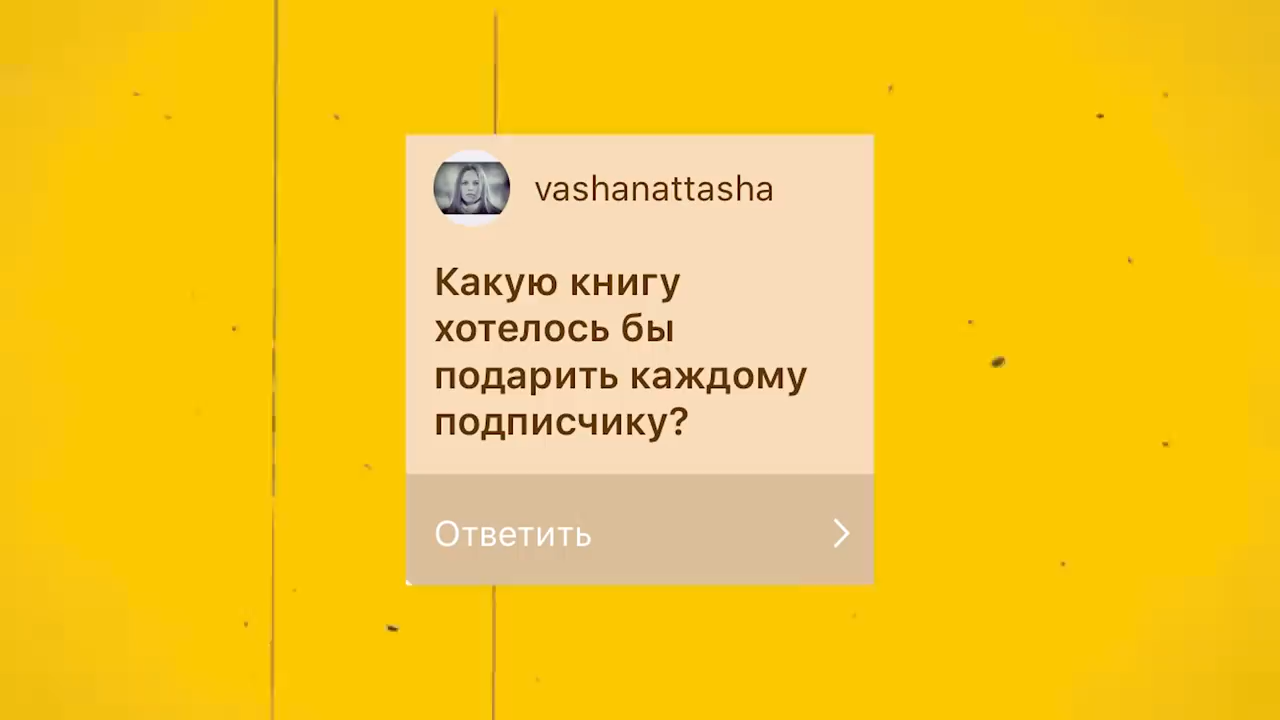 vashanattasha
Какую книгу
хотелось бы
подарить каждому
подписчику?
Ответить